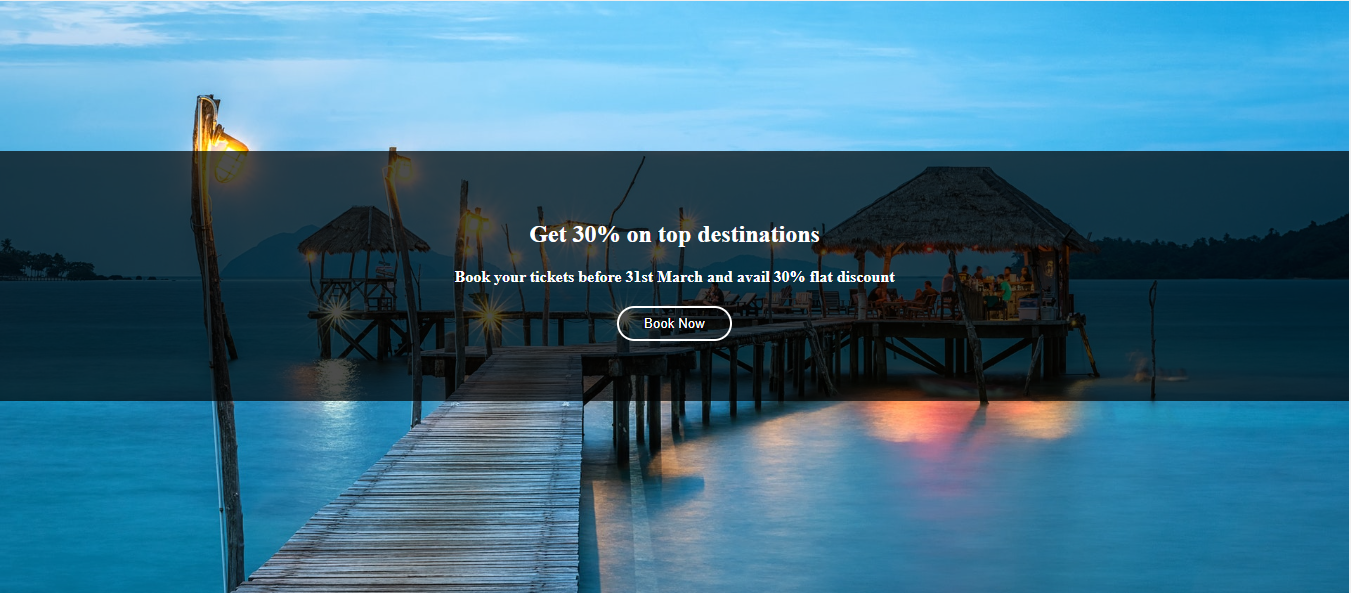 Get 30% on top destinations
Book your tickets before 31st March and avail 30% flat discount
Book Now